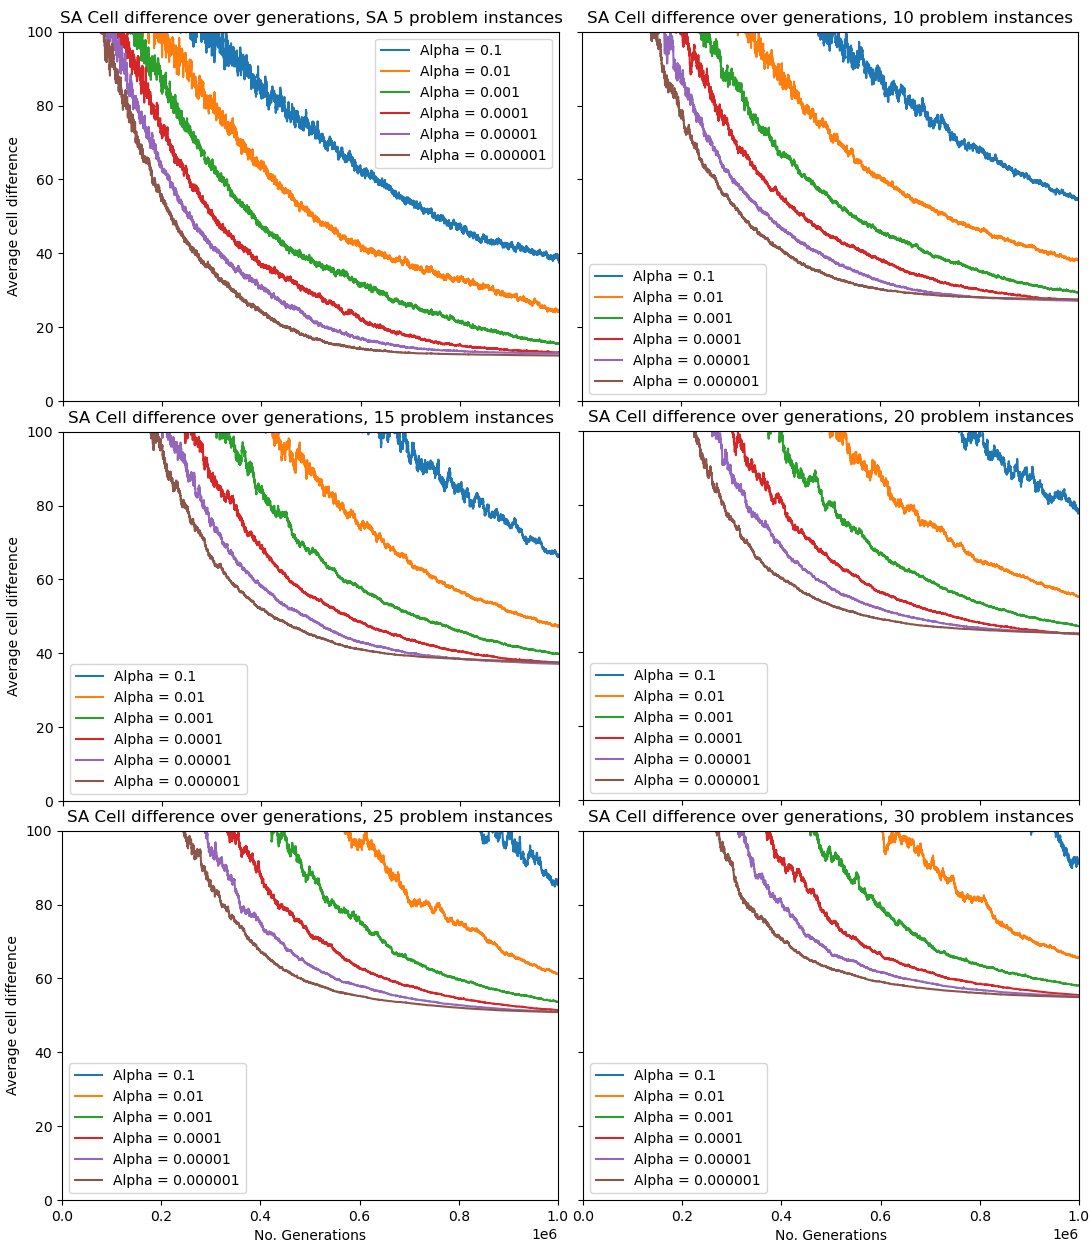 SA Cell difference over generations, SA 5 problem instances
100
80
60
40
20
0
Average cell difference
Alpha = 0.1
Alpha = 0.01
Alpha = 0.001
Alpha = 0.0001
Alpha = 0.00001
Alpha = 0.000001
SA Cell difference over generations, 10 problem instances
Alpha = 0.1
Alpha = 0.01
Alpha = 0.001
Alpha = 0.0001
Alpha = 0.00001
Alpha = 0.000001
SA Cell difference over generations, 15 problem instances
100
80
60
40
20
0
Average cell difference
Alpha = 0.1
Alpha = 0.01
Alpha = 0.001
Alpha = 0.0001
Alpha = 0.00001
Alpha = 0.000001
SA Cell difference over generations, 20 problem instances
Alpha = 0.1
Alpha = 0.01
Alpha = 0.001
Alpha = 0.0001
Alpha = 0.00001
Alpha = 0.000001
SA Cell difference over generations, 25 problem instances
100
80
60
40
20
0
Average cell difference
Alpha = 0.1
Alpha = 0.01
Alpha = 0.001
Alpha = 0.0001
Alpha = 0.00001
Alpha = 0.000001
0.0 0.2 0.4 0.6 0.8 1.0
No. Generations 1e6
SA Cell difference over generations, 30 problem instances
Alpha = 0.1
Alpha = 0.01
Alpha = 0.001
Alpha = 0.0001
Alpha = 0.00001
Alpha = 0.000001
0.0 0.2 0.4 0.6 0.8 1.0
No. Generations 1e6